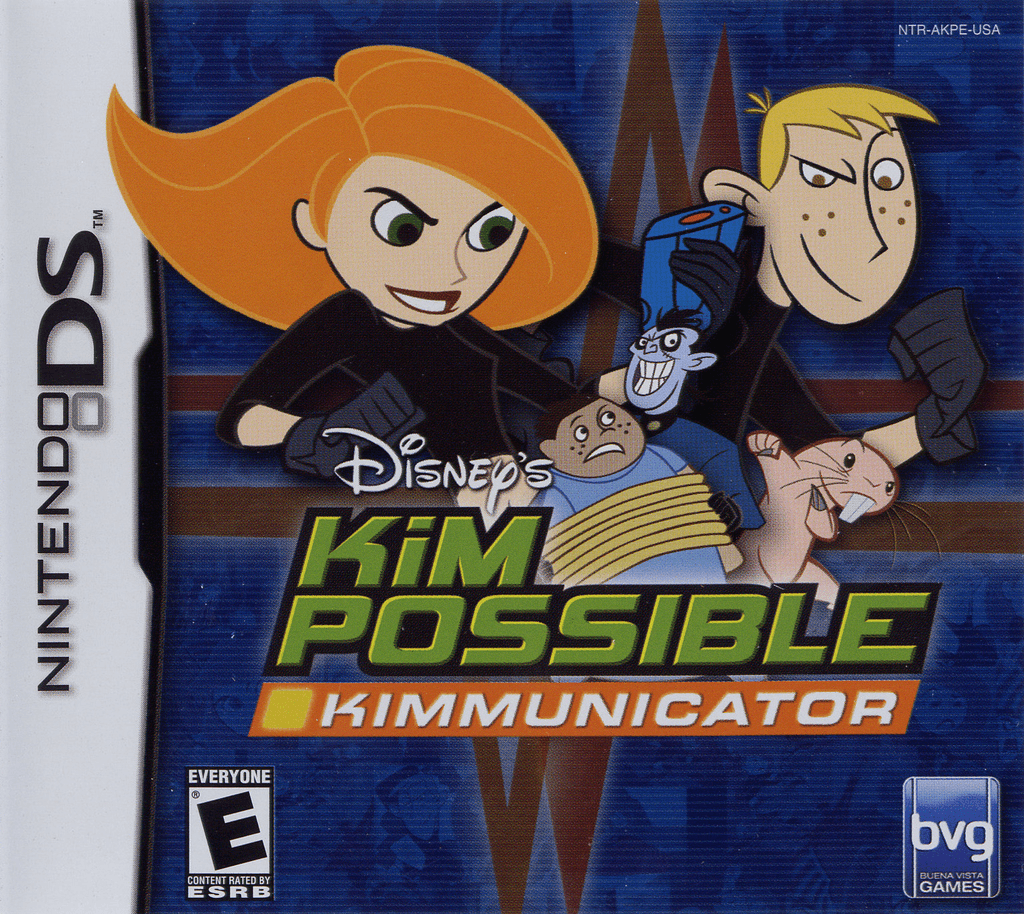 NTR-AKPE-USA
NINTENDO DS™
DISNEY'S
KiM
POSSIBLE
KIMMUNICATOR
EVERYONE
E®
CONTENT RATED BY
ESRB
bvg
BUENA VISTA
GAMES